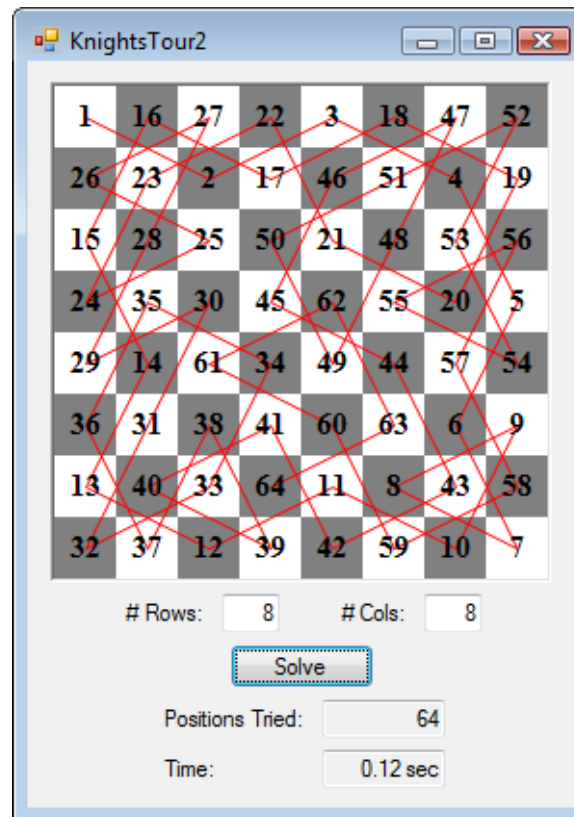 KnightsTour2
1 16 27 22 3 18 47 52
26 23 2 17 46 51 4 19
15 28 25 50 21 48 53 56
24 35 30 45 62 55 20 5
29 14 61 34 49 44 57 54
36 31 38 41 60 63 6 9
13 40 33 64 11 8 43 58
32 37 12 39 42 59 10 7
# Rows: 8 # Cols: 8
Solve
Positions Tried: 64
Time: 0.12 sec